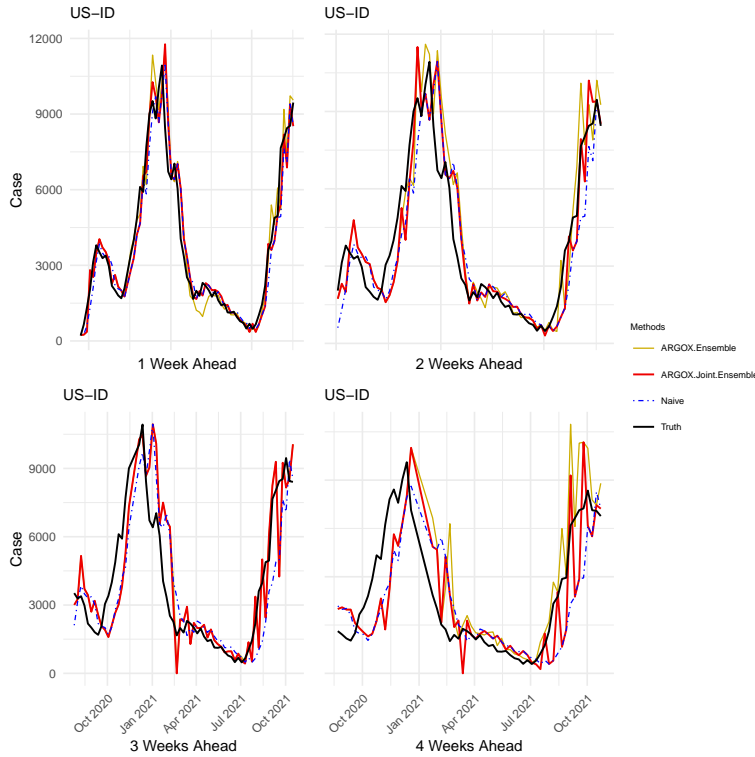 US-ID
US-ID
12000
9000
6000
3000
0
Case
1 Week Ahead
2 Weeks Ahead
Methods
ARGOX.Ensemble
ARGOX.Joint.Ensemble
Naive
Truth
US-ID
US-ID
9000
6000
3000
0
Case
Oct 2020
Jan 2021
Apr 2021
Jul 2021
Oct 2021
Oct 2020
Jan 2021
Apr 2021
Jul 2021
Oct 2021
3 Weeks Ahead
4 Weeks Ahead